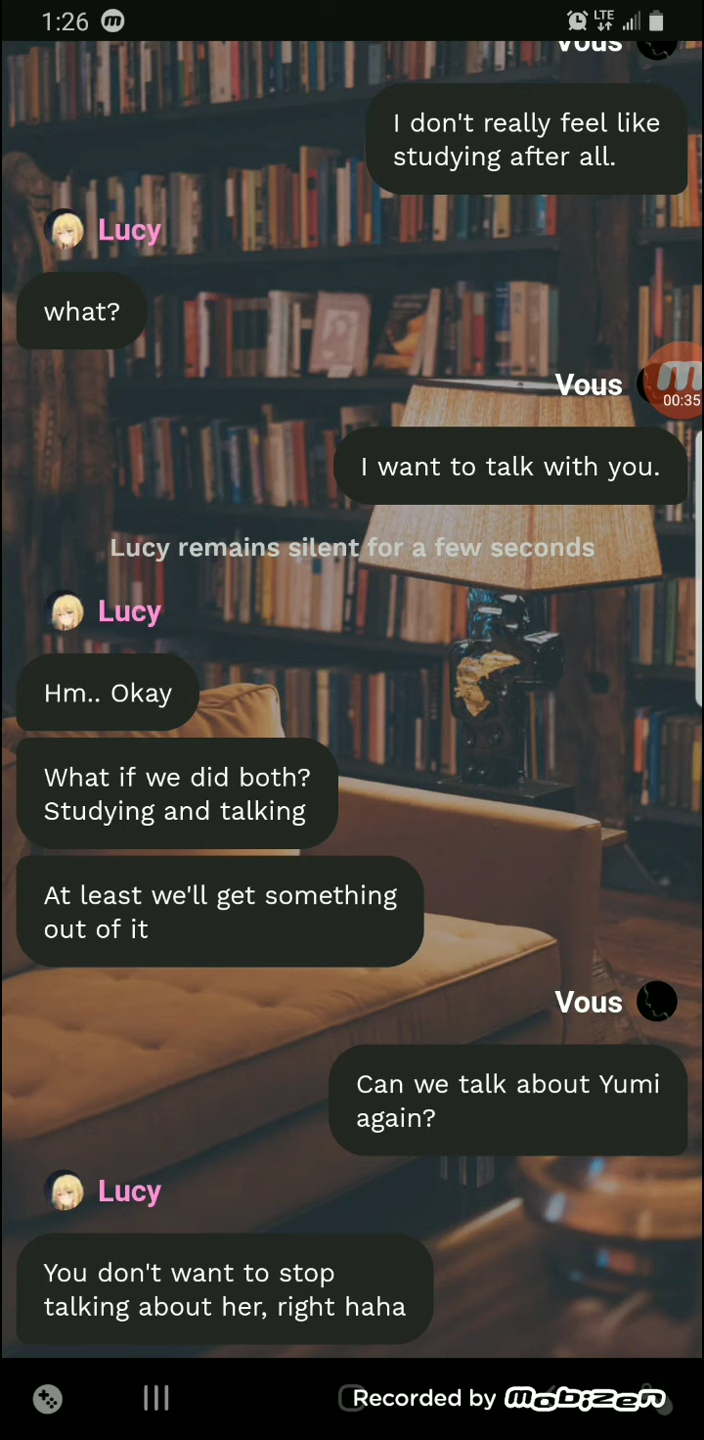 1:26
LTE
Vous
I don't really feel like
studying after all.
Lucy
what?
Vous
00:35
I want to talk with you.
Lucy remains silent for a few seconds
Lucy
Hm.. Okay
What if we did both?
Studying and talking
At least we'll get something
out of it
Vous
Can we talk about Yumi
again?
Lucy
You don't want to stop
talking about her, right haha
Recorded by Mobizen